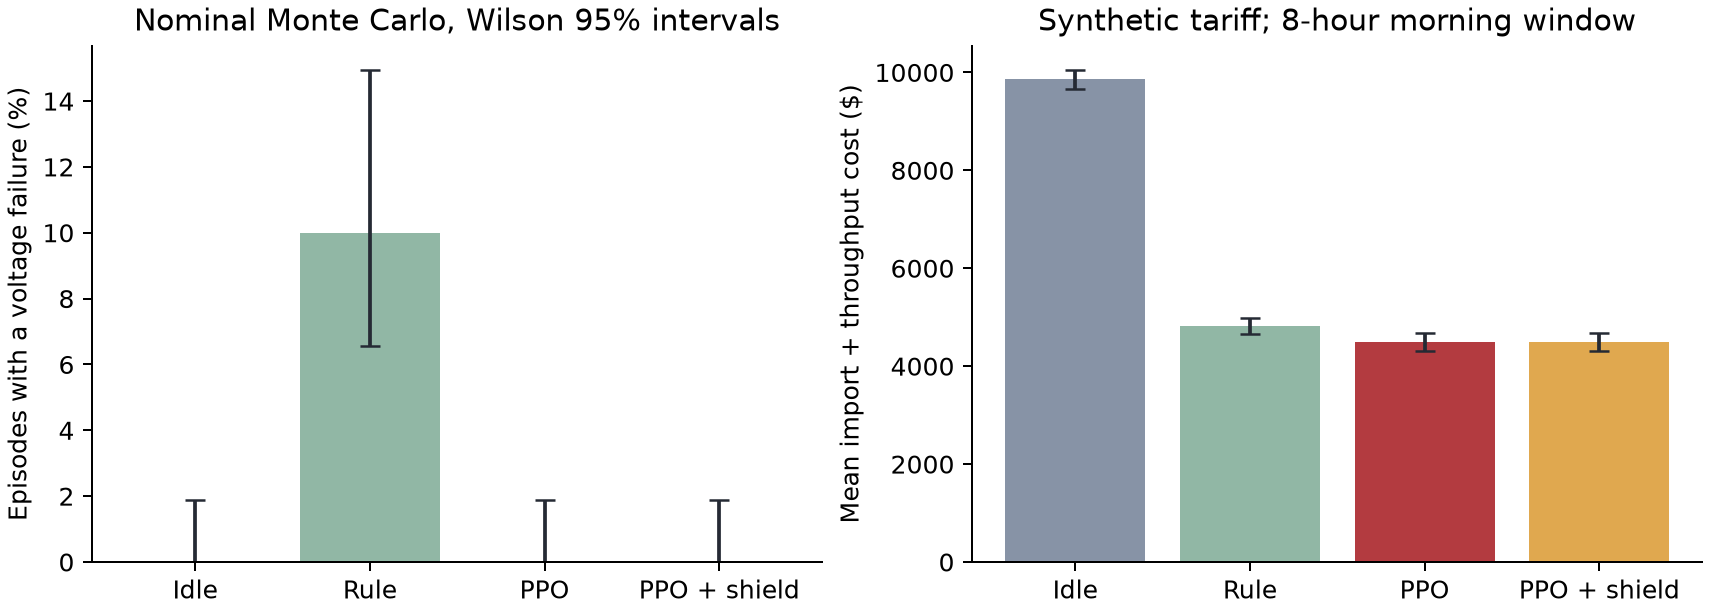 Nominal Monte Carlo, Wilson 95% intervals
Episodes with a voltage failure (%)
14
12
10
8
6
4
2
0
Idle
Rule
PPO
PPO + shield
Synthetic tariff; 8-hour morning window
Mean import + throughput cost ($)
10000
8000
6000
4000
2000
0
Idle
Rule
PPO
PPO + shield